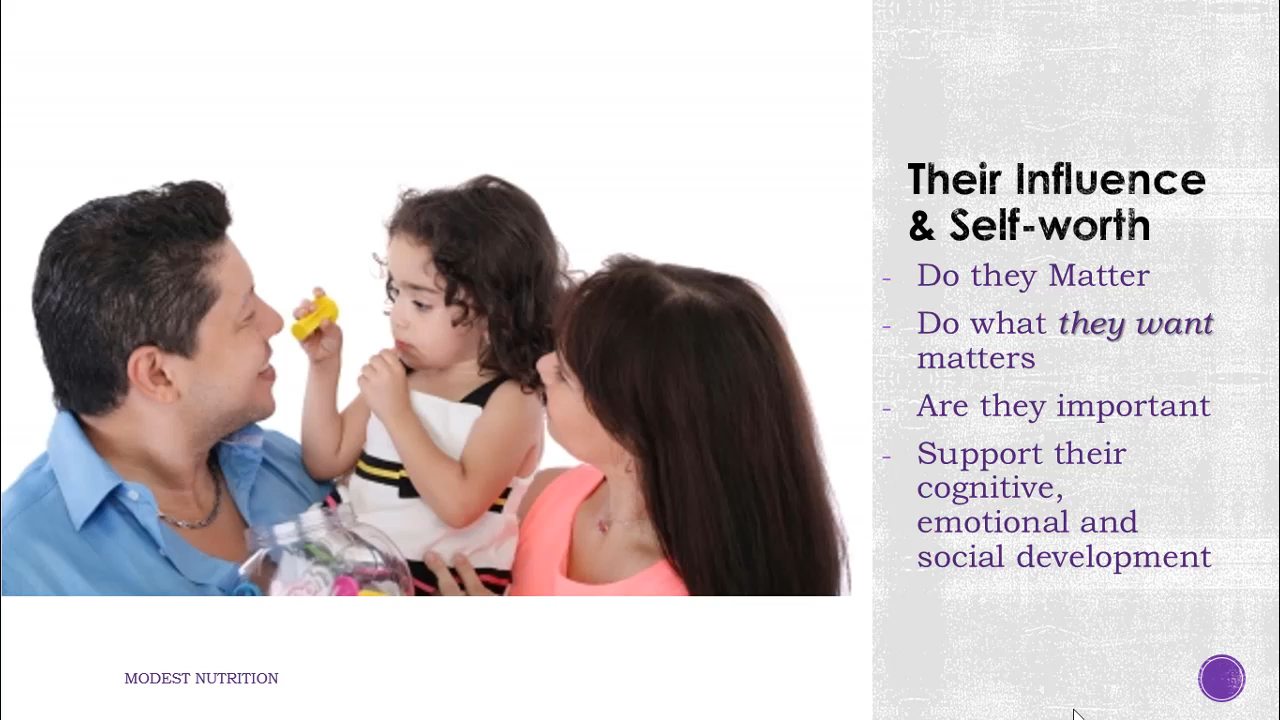 Their Influence
& Self-worth
- Do they Matter
- Do what they want
matters
- Are they important
- Support their
cognitive,
emotional and
social development
MODEST NUTRITION